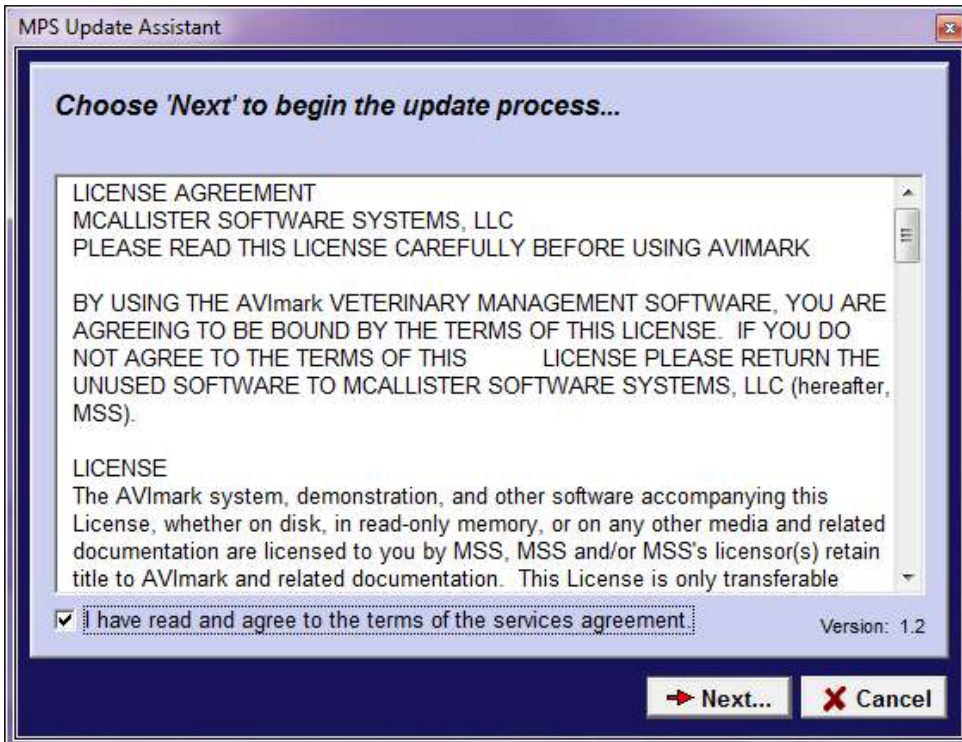 MPS Update Assistant
Choose 'Next' to begin the update process...
LICENSE AGREEMENT
MCALLISTER SOFTWARE SYSTEMS, LLC
PLEASE READ THIS LICENSE CAREFULLY BEFORE USING AVIMARK
BY USING THE AVImark VETERINARY MANAGEMENT SOFTWARE, YOU ARE
AGREEING TO BE BOUND BY THE TERMS OF THIS LICENSE.  IF YOU DO
NOT AGREE TO THE TERMS OF THIS LICENSE PLEASE RETURN THE
UNUSED SOFTWARE TO MCALLISTER SOFTWARE SYSTEMS, LLC (hereafter,
MSS).
LICENSE
The AVImark system, demonstration, and other software accompanying this
License, whether on disk, in read-only memory, or on any other media and related
documentation are licensed to you by MSS, MSS and/or MSS's licensor(s) retain
title to AVImark and related documentation.  This License is only transferable
I have read and agree to the terms of the services agreement.
Version: 1.2
Next...
Cancel